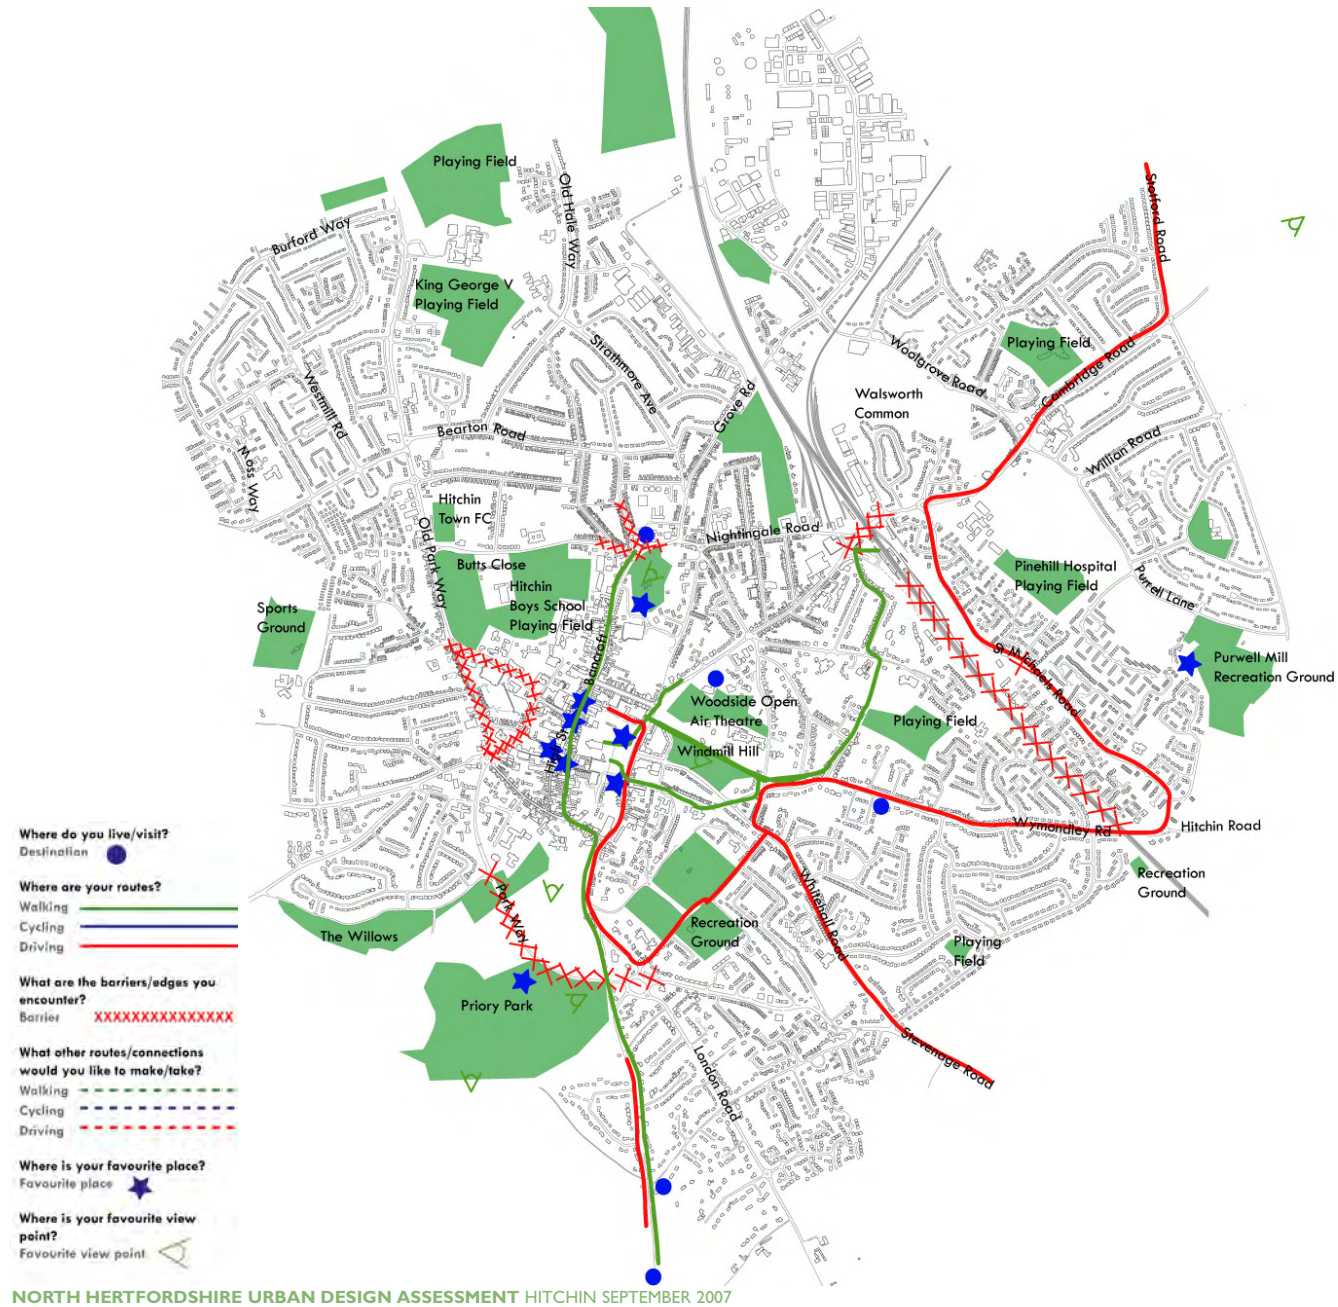 Playing Field
Old Hale Way
Stotford Road
Burford Way
King George V
Playing Field
Strathmore Ave
Woolgrove Road
Playing Field
Cambridge Road
Westmill Rd
Grove Rd
Walsworth
Common
Bearton Road
Willian Road
Moss Way
Hitchin
Town FC
Old Park Way
Nightingale Road
Butts Close
Hitchin
Boys School
Playing Field
Pinehill Hospital
Playing Field
Purrell Lane
Sports
Ground
Bancroft
St Micheals Road
Purwell Mill
Recreation Ground
Woodside Open
Air Theatre
Playing Field
High St
Windmill Hill
Wymondley Rd
Hitchin Road
Recreation
Ground
Park Way
Whitehall Road
The Willows
Recreation
Ground
Playing
Field
Priory Park
London Road
Stevenage Road
Where do you live/visit?
Destination
Where are your routes?
Walking
Cycling
Driving
What are the barriers/edges you
encounter?
Barrier XXXXXXXXXXXXXXX
What other routes/connections
would you like to make/take?
Walking
Cycling
Driving
Where is your favourite place?
Favourite place
Where is your favourite view
point?
Favourite view point
NORTH HERTFORDSHIRE URBAN DESIGN ASSESSMENT HITCHIN SEPTEMBER 2007